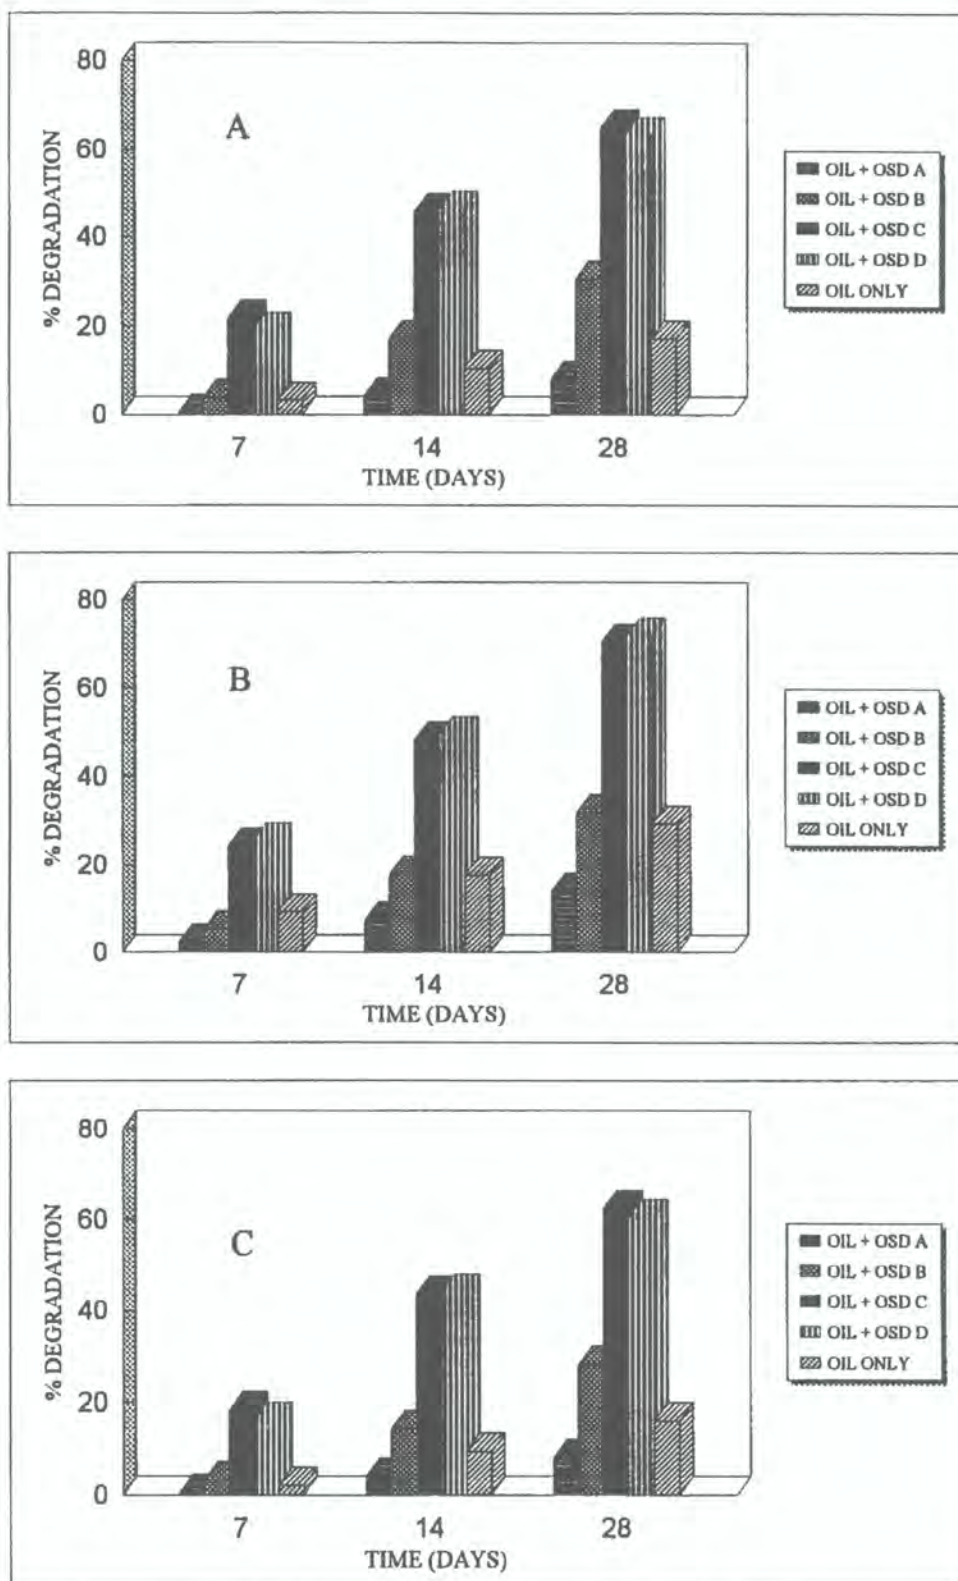 80
60
40
20
0
% DEGRADATION
A
7 14 28
TIME (DAYS)
OIL + OSD A
OIL + OSD B
OIL + OSD C
OIL + OSD D
OIL ONLY
80
60
40
20
0
% DEGRADATION
B
7 14 28
TIME (DAYS)
OIL + OSD A
OIL + OSD B
OIL + OSD C
OIL + OSD D
OIL ONLY
80
60
40
20
0
% DEGRADATION
C
7 14 28
TIME (DAYS)
OIL + OSD A
OIL + OSD B
OIL + OSD C
OIL + OSD D
OIL ONLY